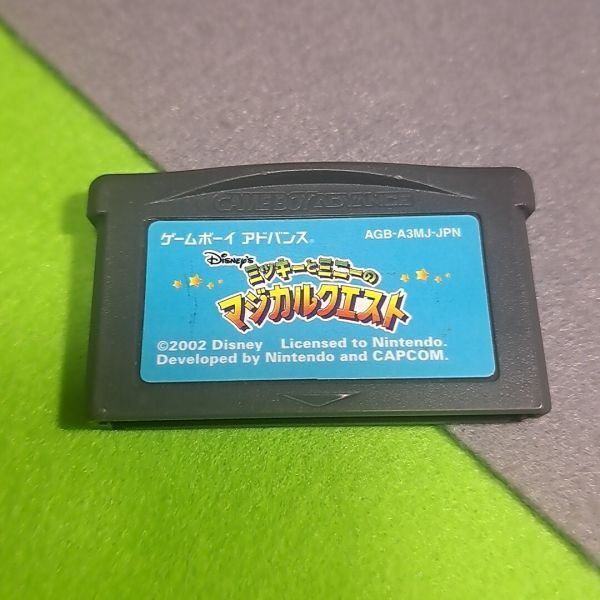 GAME BOY ADVANCE
ゲームボーイ アドバンス®
AGB-A3MJ-JPN
Disney's
ミッキーとミニーの
マジカルクエスト
©2002 Disney Licensed to Nintendo.
Developed by Nintendo and CAPCOM.